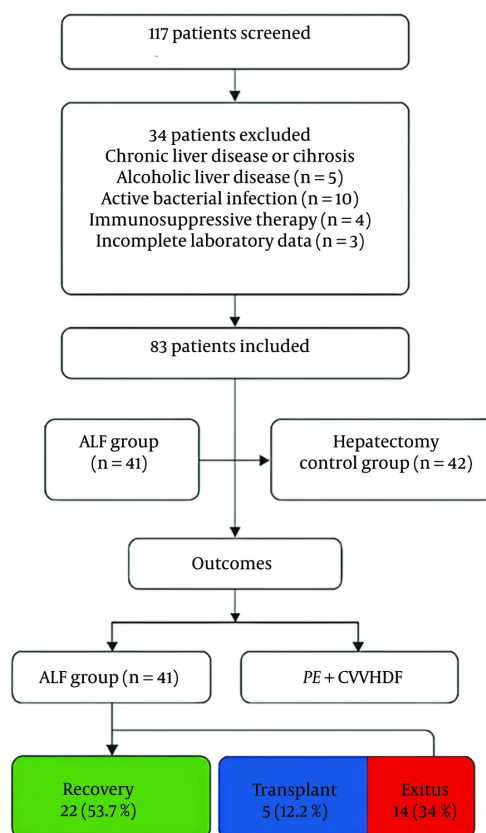 117 patients screened
34 patients excluded
Chronic liver disease or cihrosis
Alcoholic liver disease (n = 5)
Active bacterial infection (n = 10)
Immunosuppressive therapy (n = 4)
Incomplete laboratory data (n = 3)
83 patients included
ALF group
(n = 41)
Hepatectomy
control group (n = 42)
Outcomes
ALF group (n = 41)
PE + CVVHDF
Recovery
22 (53.7 %)
Transplant
5 (12.2 %)
Exitus
14 (34 %)